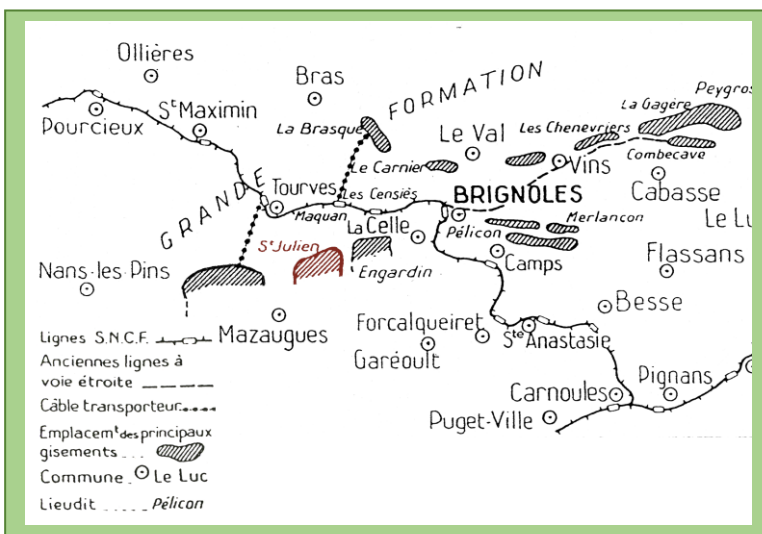 Ollières
Bras
FORMATION
Peygros
La Gagère
Pourcieux
St Maximin
La Brasque
Le Val
Les Chenevriers
Vins
Combecave
Le Carnier
Cabasse
GRANDE
Tourves
Les Censiés
BRIGNOLES
Maquan
La Celle
Pélicon
Merlancon
Le Lu
St Julien
Nans-les-Pins
Engardin
Camps
Flassans
Besse
Mazaugues
Forcalqueiret
Garéoult
Ste Anastasie
Carnoules
Pignans
Puget-Ville
Lignes S.N.C.F.
Anciennes lignes à
voie étroite
Câble transporteur
Emplacemt des principaux
gisements
Commune Le Luc
Lieudit Pélicon